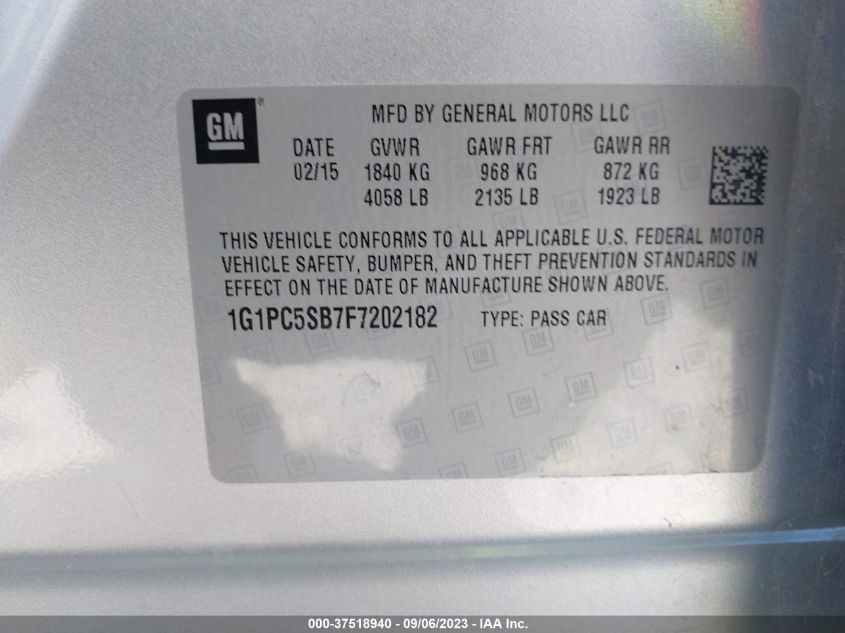 GM
MFD BY GENERAL MOTORS LLC
DATE GVWR GAWR FRT GAWR RR
02/15 1840 KG 968 KG 872 KG
4058 LB 2135 LB 1923 LB
THIS VEHICLE CONFORMS TO ALL APPLICABLE U.S. FEDERAL MOTOR
VEHICLE SAFETY, BUMPER, AND THEFT PREVENTION STANDARDS IN
EFFECT ON THE DATE OF MANUFACTURE SHOWN ABOVE.
1G1PC5SB7F7202182 TYPE: PASS CAR
000-37518940 - 09/06/2023 - IAA Inc.